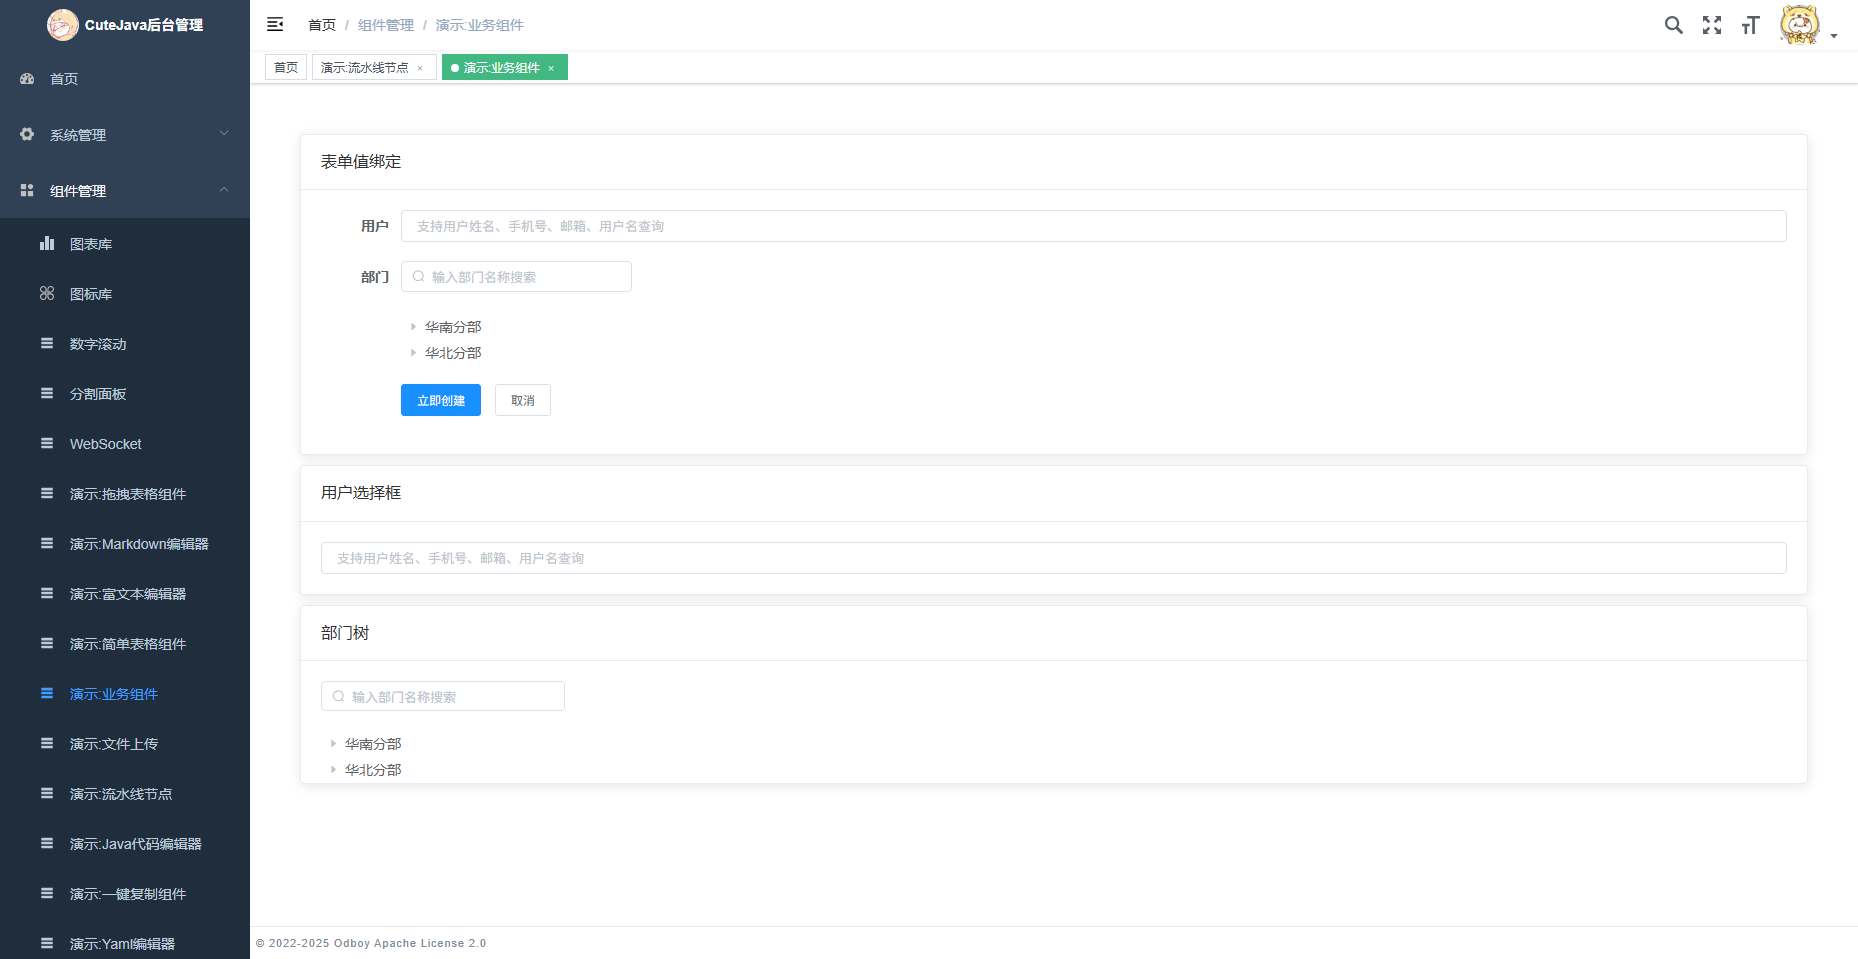 CuteJava后台管理
首页
系统管理
组件管理
图表库
图标库
数字滚动
分割面板
WebSocket
演示:拖拽表格组件
演示:Markdown编辑器
演示:富文本编辑器
演示:简单表格组件
演示:业务组件
演示:文件上传
演示:流水线节点
演示:Java代码编辑器
演示:一键复制组件
演示:Yaml编辑器
首页 / 组件管理 / 演示:业务组件
首页 演示:流水线节点 × 演示:业务组件 ×
表单值绑定
用户 支持用户姓名、手机号、邮箱、用户名查询
部门 输入部门名称搜索
华南分部
华北分部
立即创建 取消
用户选择框
支持用户姓名、手机号、邮箱、用户名查询
部门树
输入部门名称搜索
华南分部
华北分部
© 2022-2025 Odboy Apache License 2.0